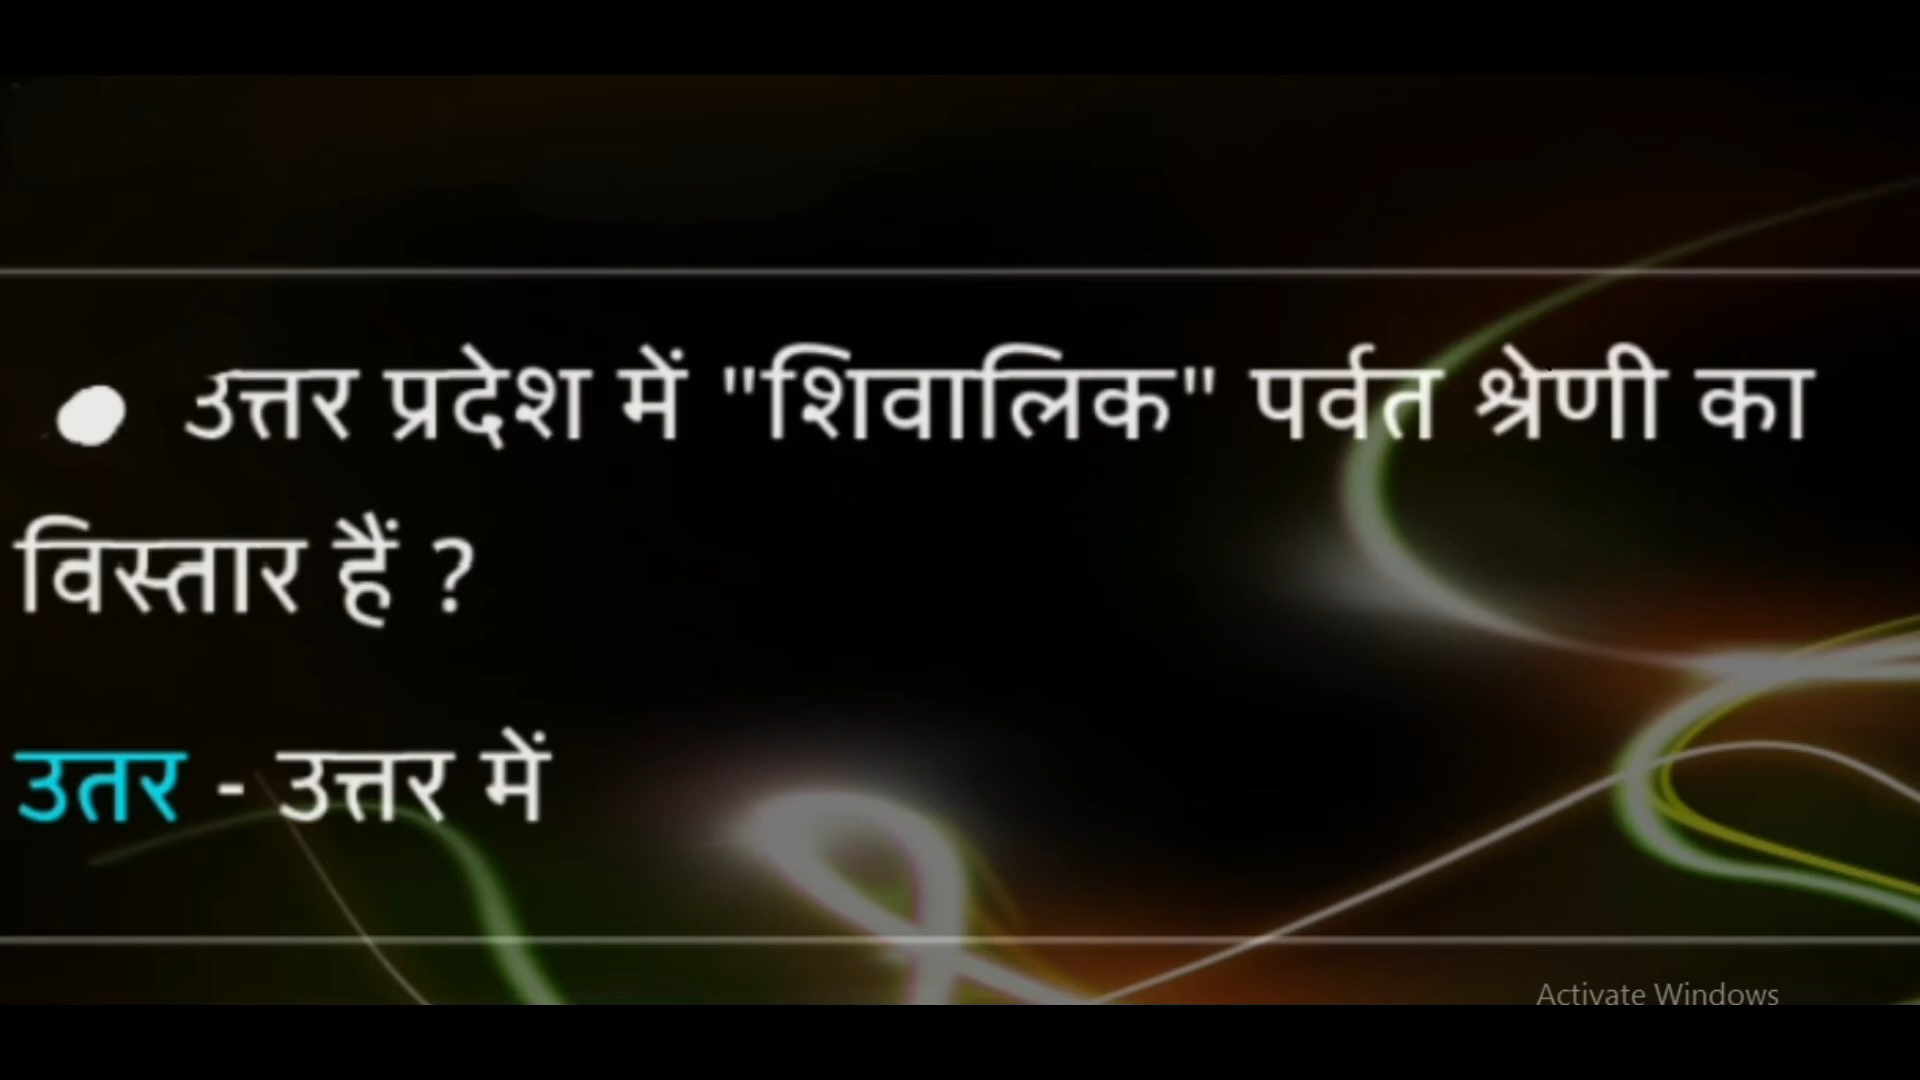 ● उत्तर प्रदेश में "शिवालिक" पर्वत श्रेणी का
विस्तार हैं ?
उतर - उत्तर में
Activate Windows